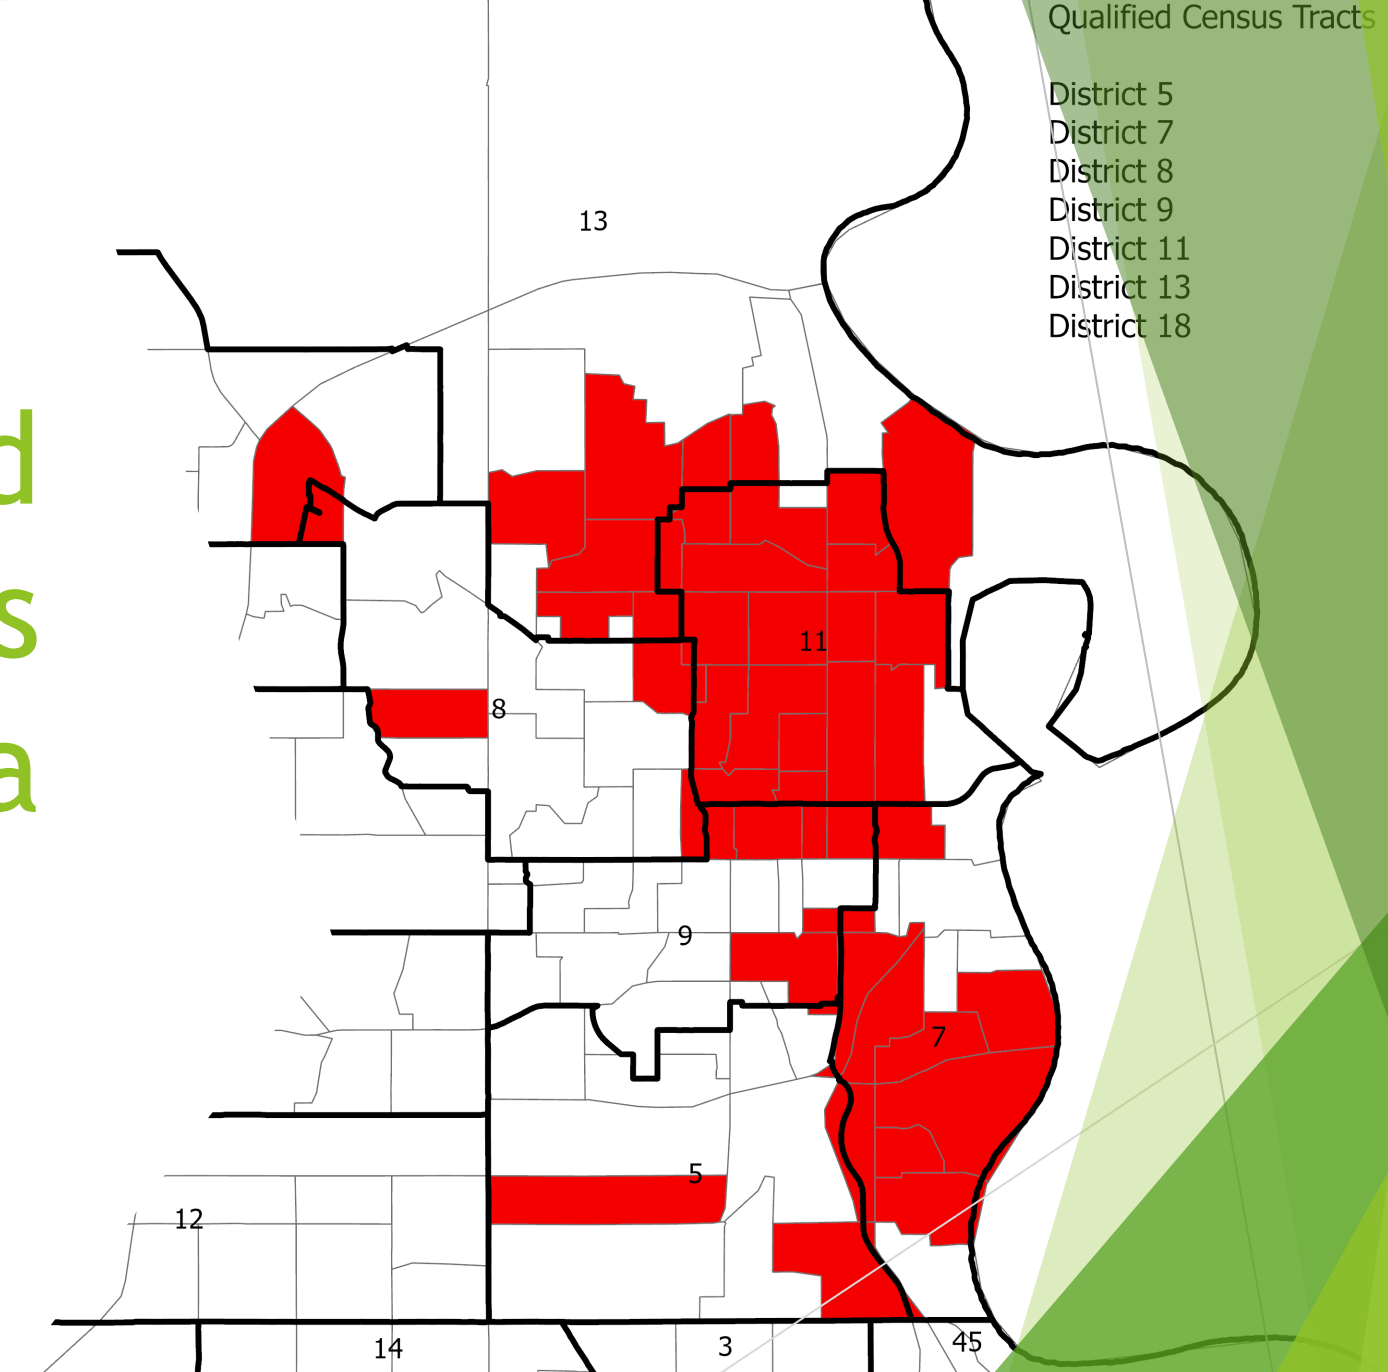 Qualified Census Tracts
District 5
District 7
District 8
District 9
District 11
District 13
District 18
13
d
s
a
11
8
9
7
5
12
14
3
45